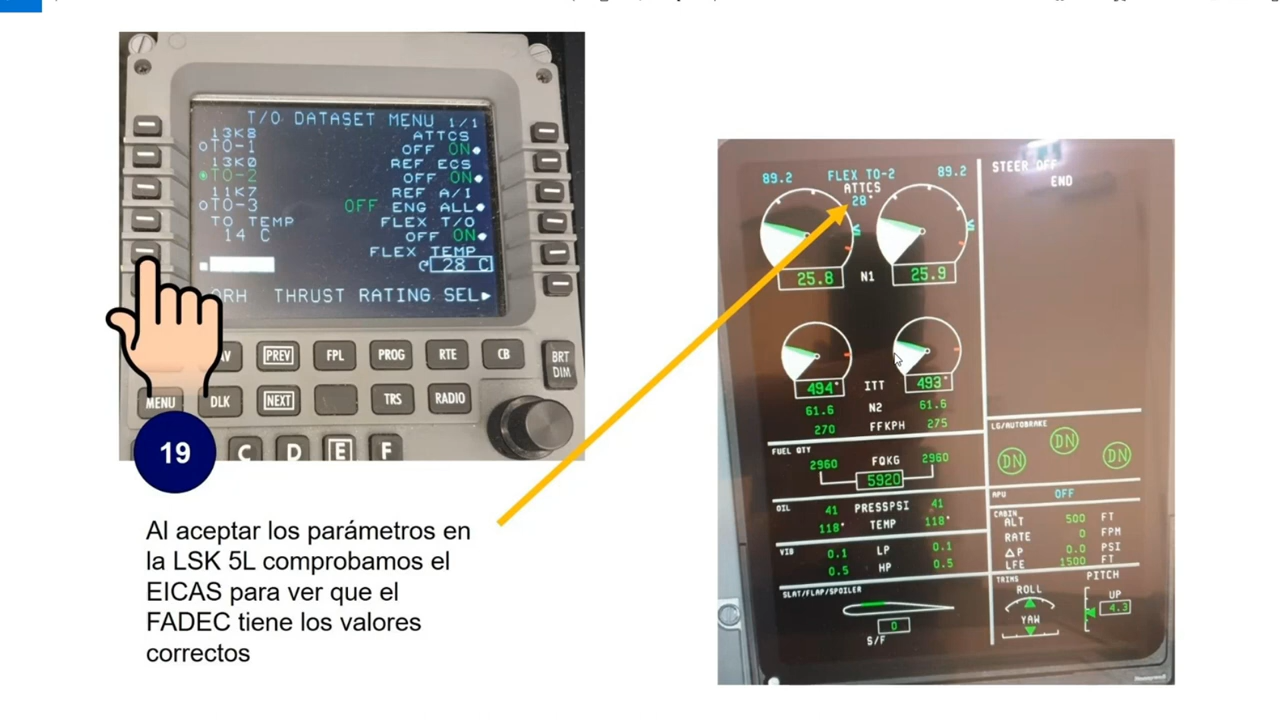 T/O DATASET MENU 1/1
13K8 ATTCS
TO-1 OFF ON
13K0 REF ECS
TO-2 OFF ON
11K7 REF A/I
TO-3 OFF ENG ALL
TO TEMP FLEX T/O
14 C OFF ON
FLEX TEMP
28 C
THRUST RATING SEL
PREV FPL PROG RTE CB
BRT
DIM
MENU DLK NEXT TRS RADIO
C D E F
19
Al aceptar los parámetros en
la LSK 5L comprobamos el
EICAS para ver que el
FADEC tiene los valores
correctos
89.2 FLEX TO-2 89.2
ATTCS
28°
25.8 N1 25.9
494° ITT 493°
61.6 N2 61.6
270 FFKPH 275
FUEL QTY
2960 FQKG 2960
5920
OIL 41 PRESSPSI 41
118° TEMP 118°
VIB 0.1 LP 0.1
0.5 HP 0.5
SLAT/FLAP/SPOILER
0
S/F
STEER OFF
END
LG/AUTOBRAKE
DN DN DN
APU OFF
CABIN
ALT 500 FT
RATE 0 FPM
ΔP 0.0 PSI
LFE 1500 FT
TRIMS PITCH
ROLL UP
4.3
YAW
Honeywell